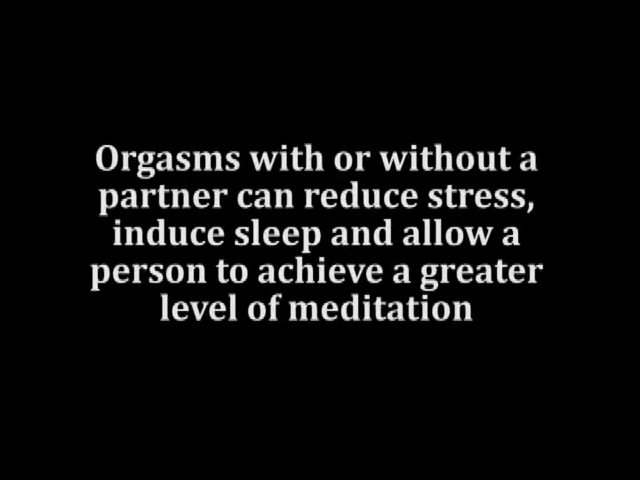 Orgasms with or without a
partner can reduce stress,
induce sleep and allow a
person to achieve a greater
level of meditation